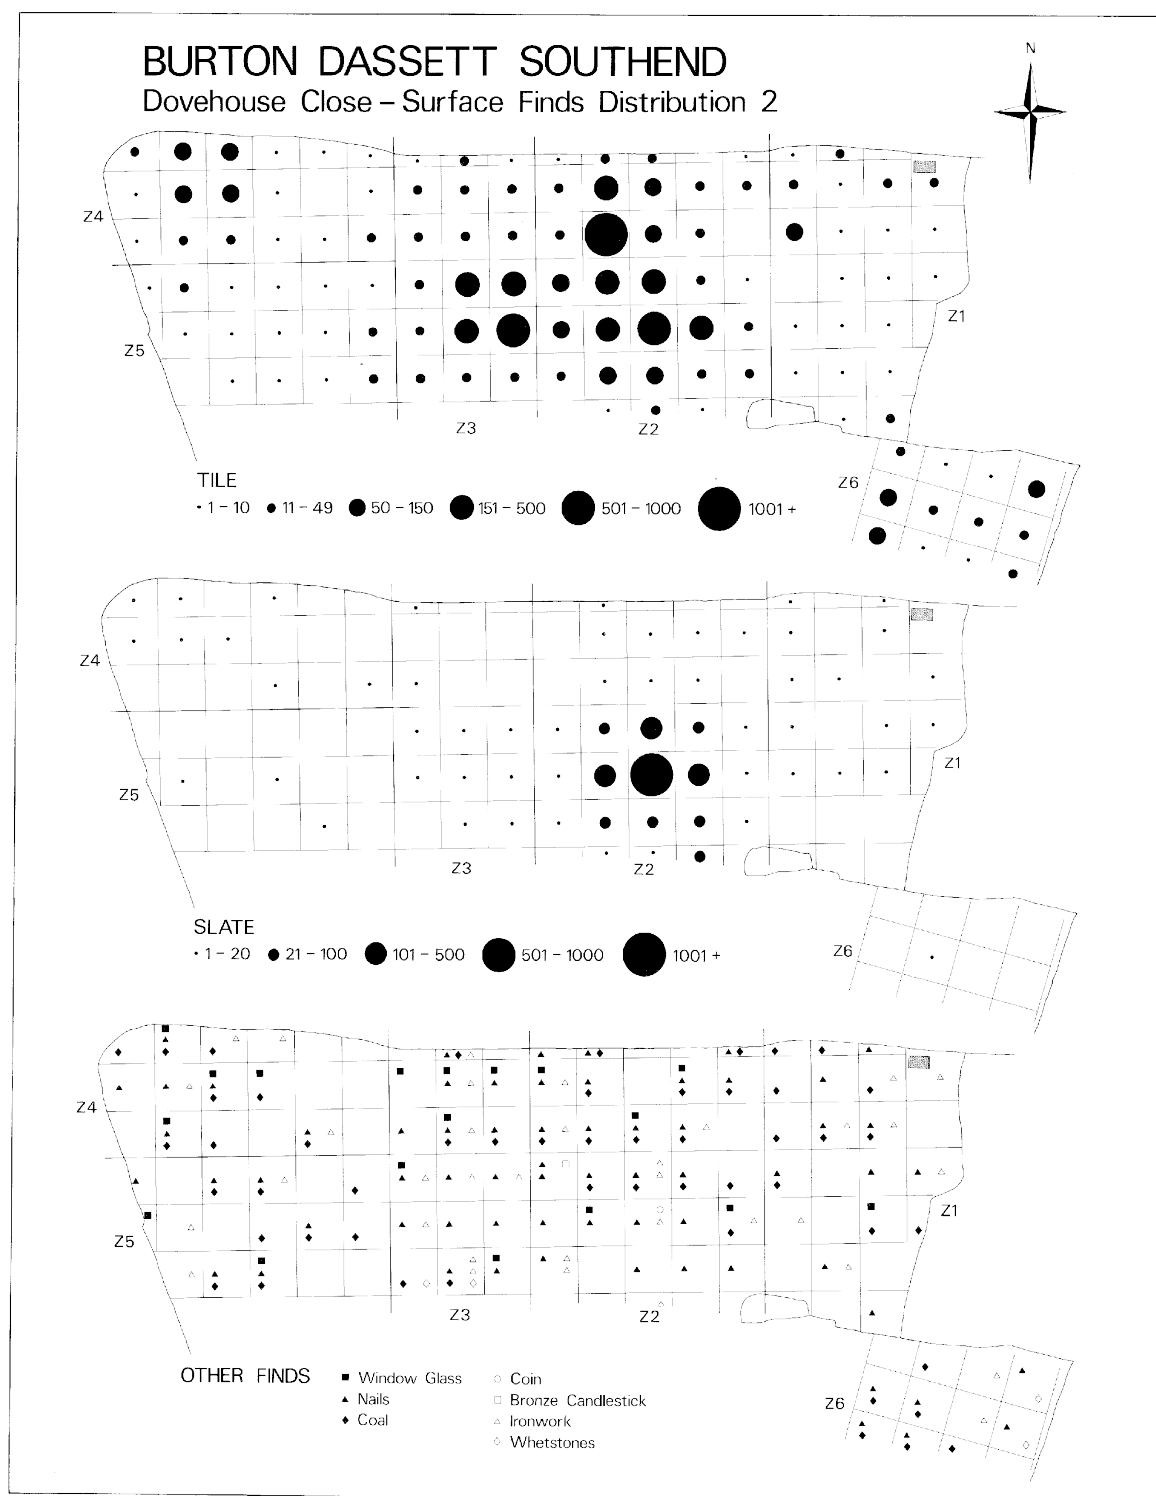 BURTON DASSETT SOUTHEND
Dovehouse Close – Surface Finds Distribution 2
N
Z4
Z1
Z5
Z3
Z2
Z6
TILE
1 – 10
11 – 49
50 – 150
151 – 500
501 – 1000
1001 +
Z4
Z1
Z5
Z3
Z2
Z6
SLATE
1 – 20
21 – 100
101 – 500
501 – 1000
1001 +
Z4
Z1
Z5
Z3
Z2
Z6
OTHER FINDS
Window Glass
Nails
Coal
Coin
Bronze Candlestick
Ironwork
Whetstones